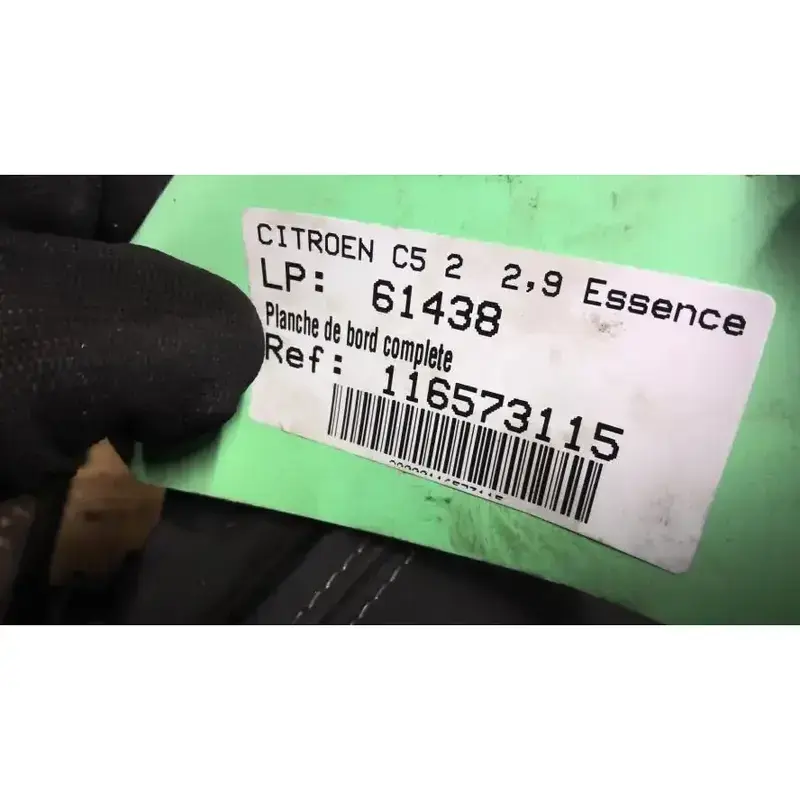 CITROEN C5 2 2,9 Essence
LP: 61438
Planche de bord complete
Ref: 116573115